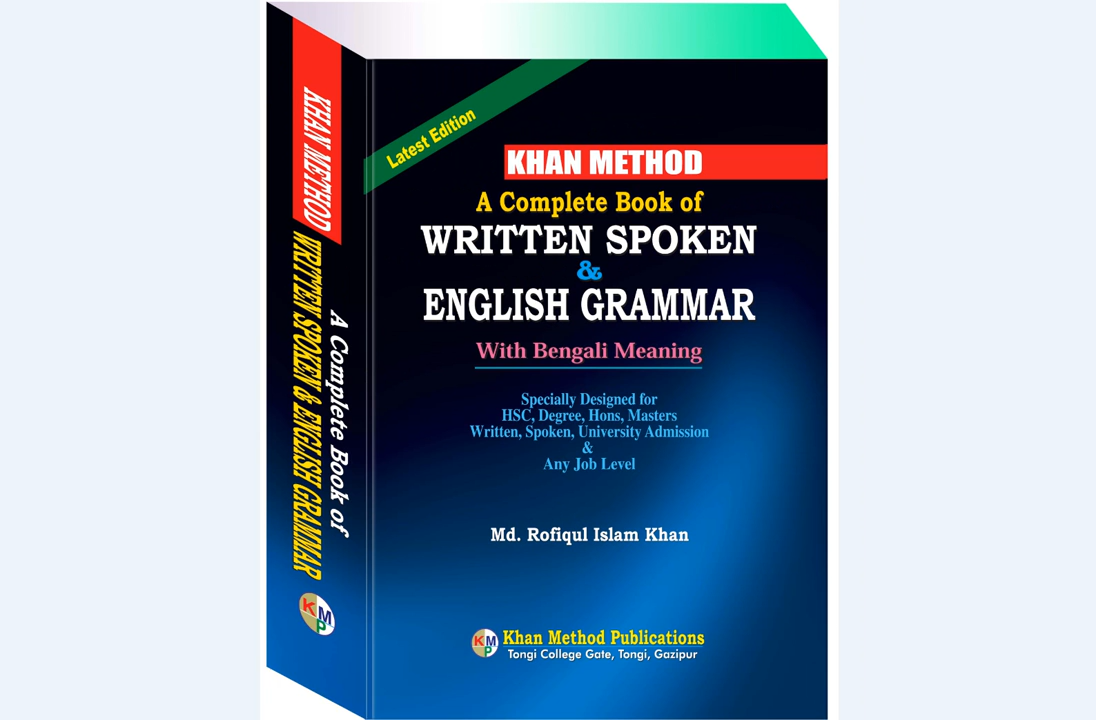 KHAN METHOD
A Complete Book of
WRITTEN SPOKEN & ENGLISH GRAMMAR
KMP
Latest Edition
KHAN METHOD
A Complete Book of
WRITTEN SPOKEN
&
ENGLISH GRAMMAR
With Bengali Meaning
Specially Designed for
HSC, Degree, Hons, Masters
Written, Spoken, University Admission
&
Any Job Level
Md. Rofiqul Islam Khan
KMP Khan Method Publications
Tongi College Gate, Tongi, Gazipur